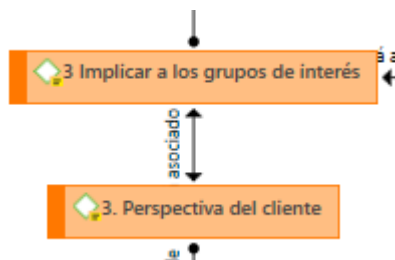 3 Implicar a los grupos de interés
á a
asociado
3. Perspectiva del cliente
e